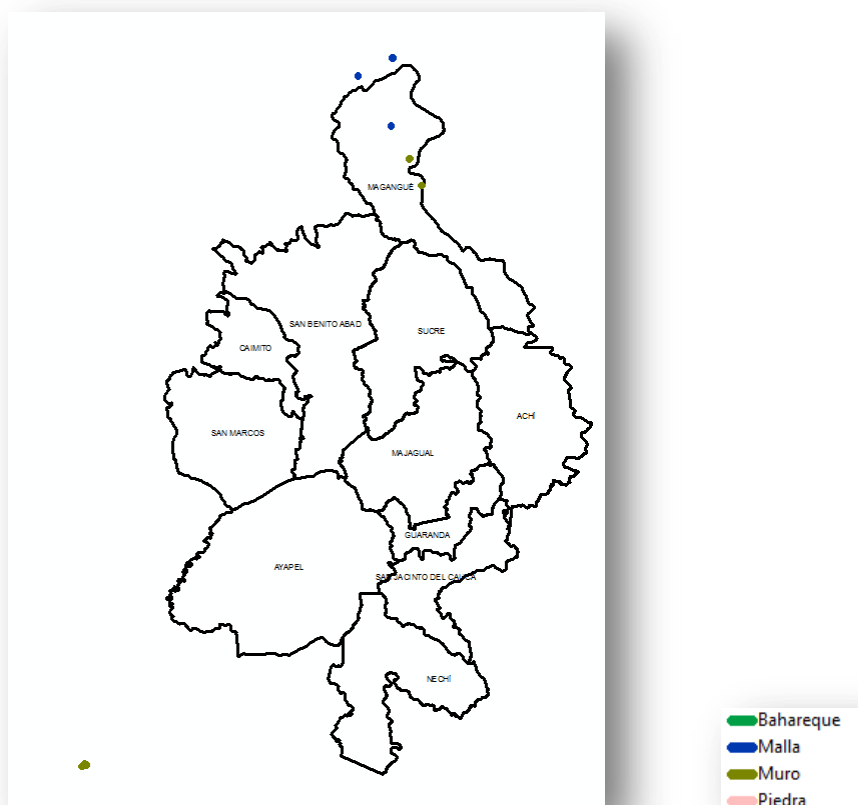 MAGANGUÉ
SAN BENITO ABAD
SUCRE
CAIMITO
ACHÍ
SAN MARCOS
MAJAGUAL
GUARANDA
AYAPEL
SAN JACINTO DEL CAUCA
NECHÍ
Bahareque
Malla
Muro
Piedra